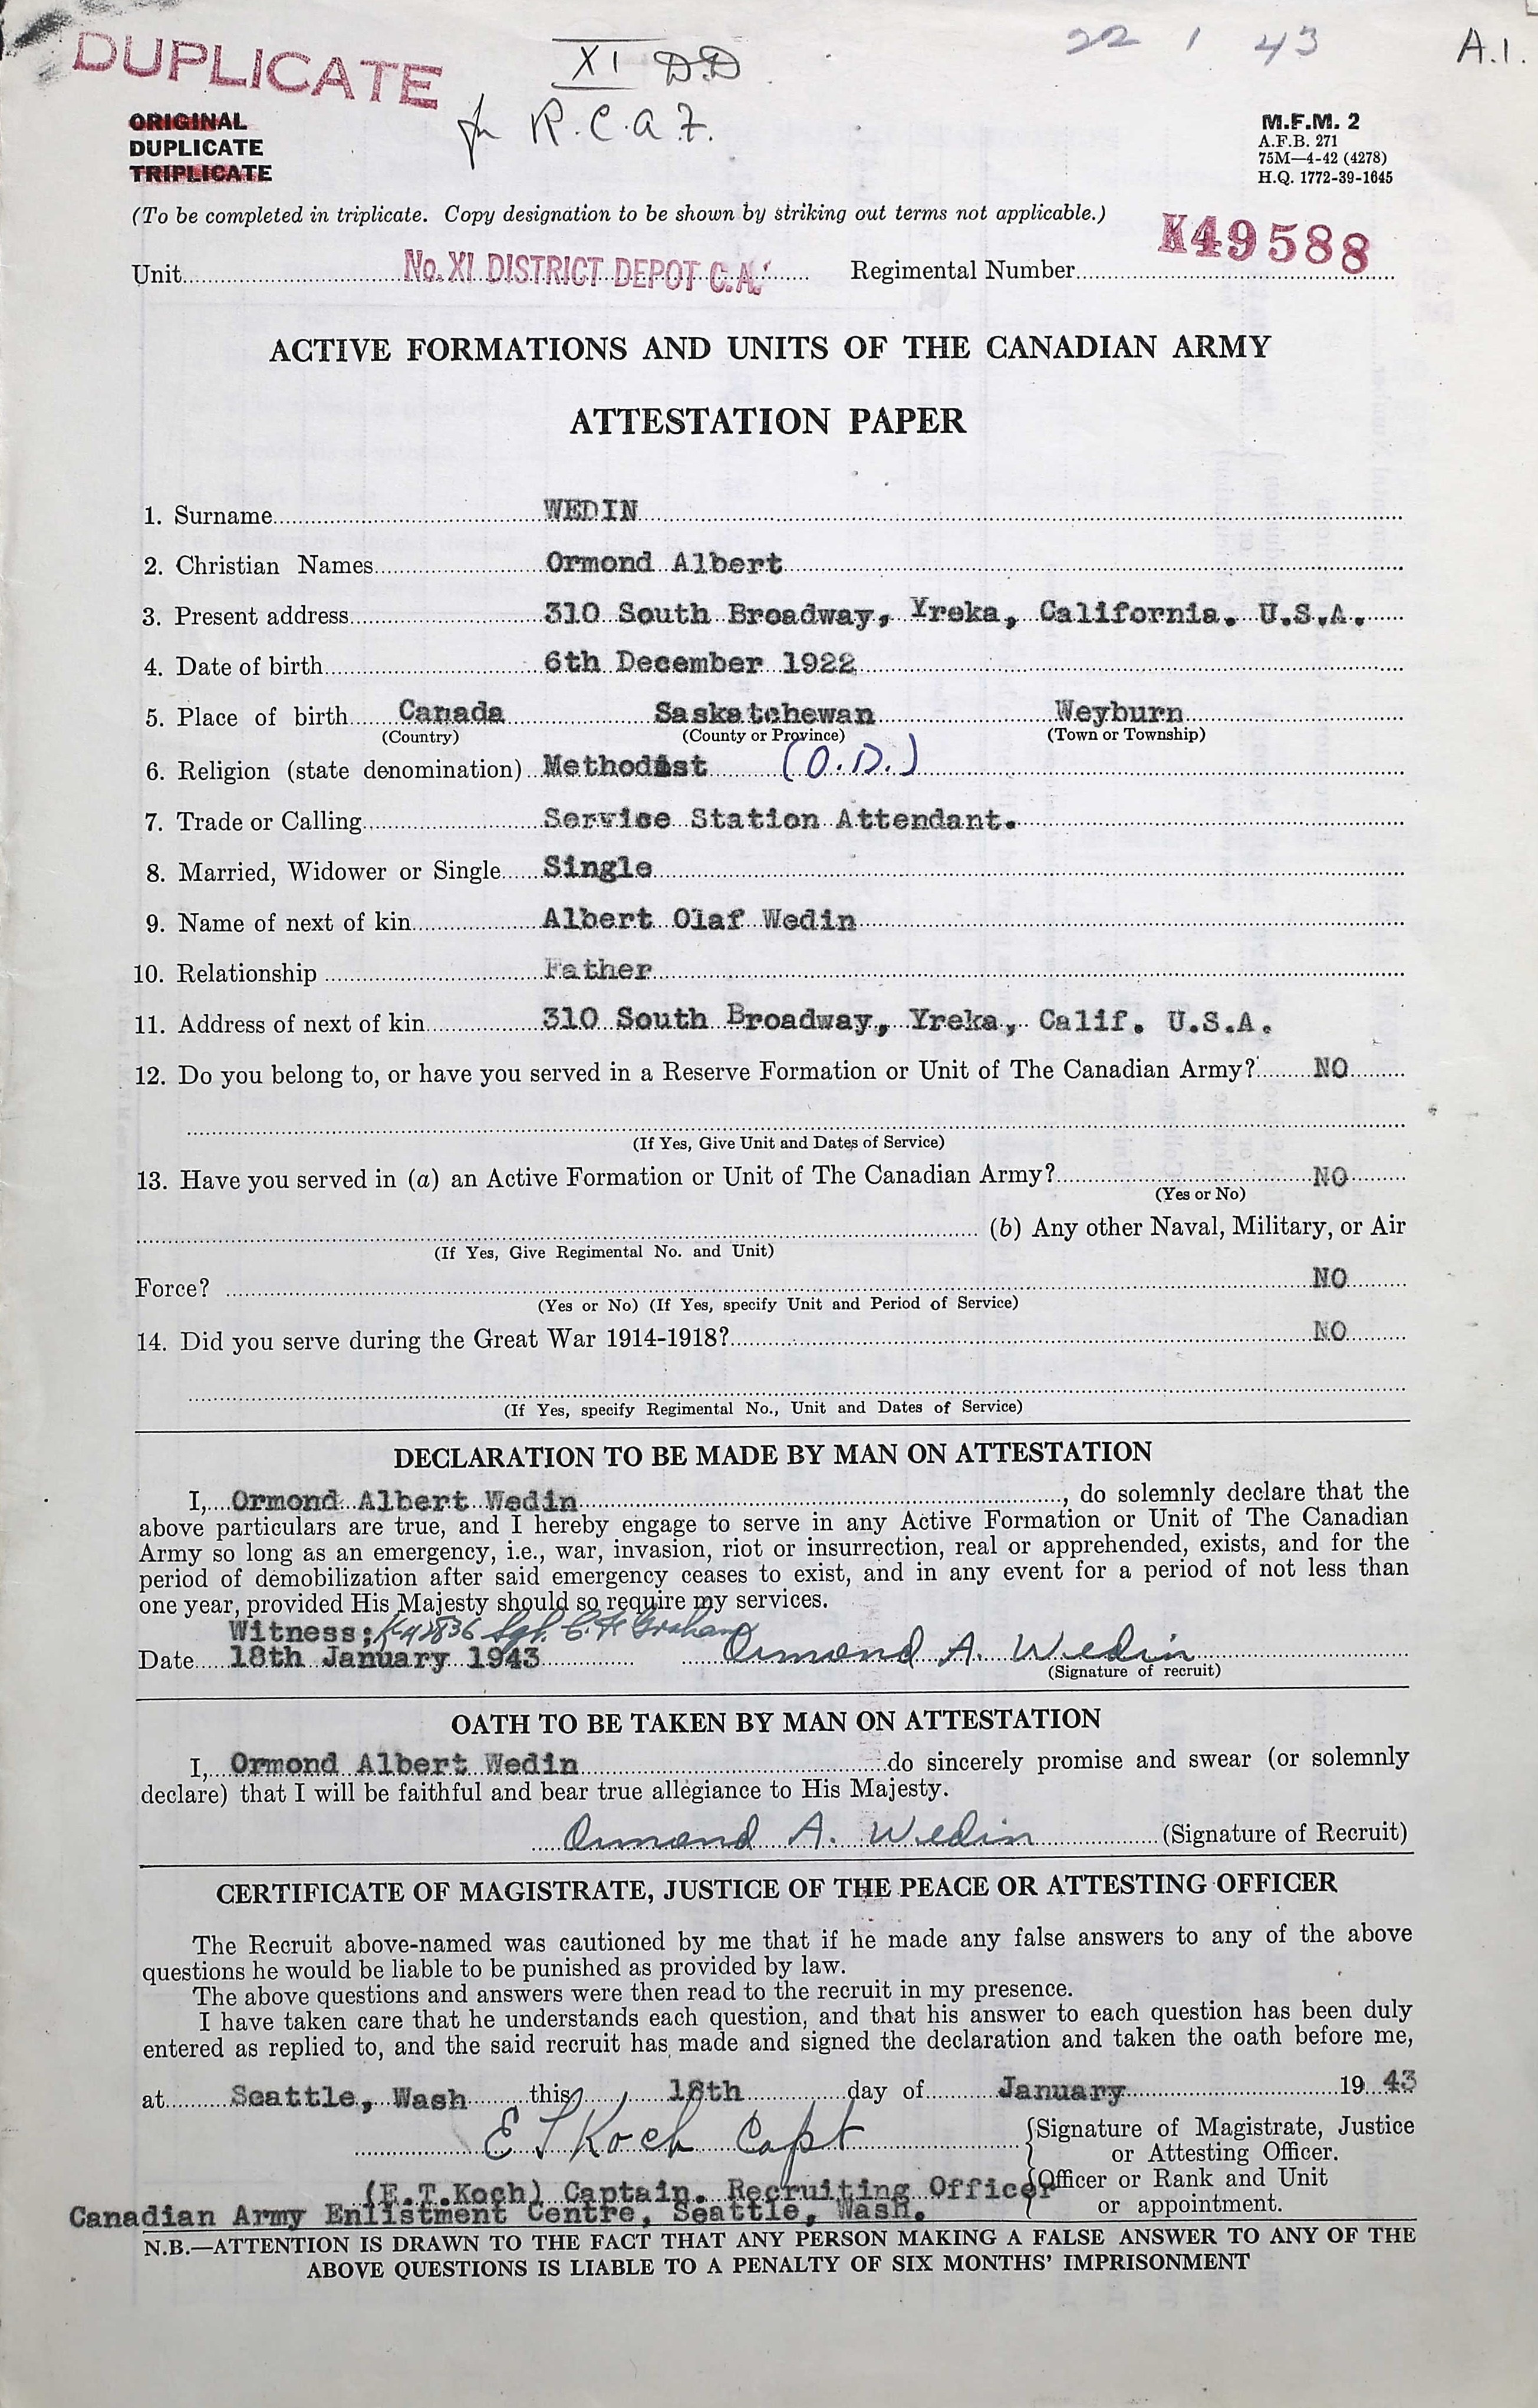 DUPLICATE
XI D.D
22 1 43
A.1.
for R.C.A.F.
ORIGINAL
DUPLICATE
TRIPLICATE
M.F.M. 2
A.F.B. 271
75M—4-42 (4278)
H.Q. 1772-39-1645
(To be completed in triplicate. Copy designation to be shown by striking out terms not applicable.)
Unit No. XI DISTRICT DEPOT C.A. Regimental Number K49588
ACTIVE FORMATIONS AND UNITS OF THE CANADIAN ARMY
ATTESTATION PAPER
1. Surname WEDIN
2. Christian Names Ormond Albert
3. Present address 310 South Broadway, Yreka, California. U.S.A.
4. Date of birth 6th December 1922
5. Place of birth Canada Saskatchewan Weyburn
(Country) (County or Province) (Town or Township)
6. Religion (state denomination) Methodist (O.D.)
7. Trade or Calling Service Station Attendant.
8. Married, Widower or Single Single
9. Name of next of kin Albert Olaf Wedin
10. Relationship Father
11. Address of next of kin 310 South Broadway, Yreka, Calif. U.S.A.
12. Do you belong to, or have you served in a Reserve Formation or Unit of The Canadian Army? NO
(If Yes, Give Unit and Dates of Service)
13. Have you served in (a) an Active Formation or Unit of The Canadian Army? NO
(Yes or No)
(b) Any other Naval, Military, or Air
(If Yes, Give Regimental No. and Unit)
Force? NO
(Yes or No) (If Yes, specify Unit and Period of Service)
14. Did you serve during the Great War 1914-1918? NO
(If Yes, specify Regimental No., Unit and Dates of Service)
DECLARATION TO BE MADE BY MAN ON ATTESTATION
I, Ormond Albert Wedin, do solemnly declare that the
above particulars are true, and I hereby engage to serve in any Active Formation or Unit of The Canadian
Army so long as an emergency, i.e., war, invasion, riot or insurrection, real or apprehended, exists, and for the
period of demobilization after said emergency ceases to exist, and in any event for a period of not less than
one year, provided His Majesty should so require my services.
Witness; Sgt. C H Graham
Date 18th January 1943 Ormond A. Wedin
(Signature of recruit)
OATH TO BE TAKEN BY MAN ON ATTESTATION
I, Ormond Albert Wedin do sincerely promise and swear (or solemnly
declare) that I will be faithful and bear true allegiance to His Majesty.
Ormond A. Wedin (Signature of Recruit)
CERTIFICATE OF MAGISTRATE, JUSTICE OF THE PEACE OR ATTESTING OFFICER
The Recruit above-named was cautioned by me that if he made any false answers to any of the above
questions he would be liable to be punished as provided by law.
The above questions and answers were then read to the recruit in my presence.
I have taken care that he understands each question, and that his answer to each question has been duly
entered as replied to, and the said recruit has made and signed the declaration and taken the oath before me,
at Seattle, Wash this 18th day of January 19 43
E T Koch Capt
Signature of Magistrate, Justice
or Attesting Officer.
(E.T.Koch) Captain. Recruiting Officer
Officer or Rank and Unit
or appointment.
Canadian Army Enlistment Centre, Seattle, Wash.
N.B.—ATTENTION IS DRAWN TO THE FACT THAT ANY PERSON MAKING A FALSE ANSWER TO ANY OF THE
ABOVE QUESTIONS IS LIABLE TO A PENALTY OF SIX MONTHS' IMPRISONMENT